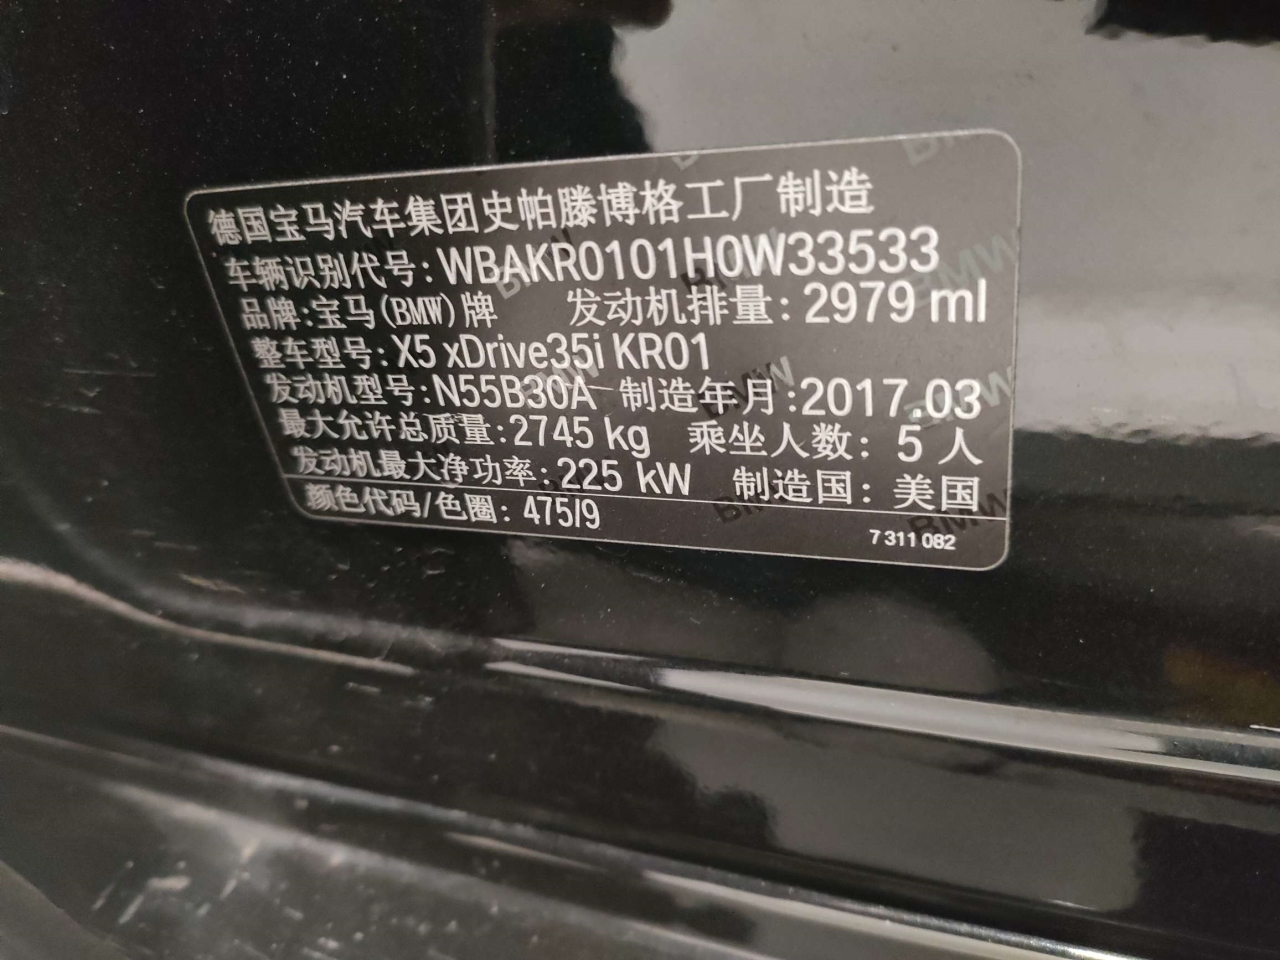 德国宝马汽车集团史帕滕博格工厂制造
车辆识别代号:WBAKR0101H0W33533
品牌:宝马(BMW)牌 发动机排量:2979 ml
整车型号:X5 xDrive35i KR01
发动机型号:N55B30A 制造年月:2017.03
最大允许总质量:2745 kg 乘坐人数:5人
发动机最大净功率:225 kW 制造国:美国
颜色代码/色圈:475/9
7 311 082